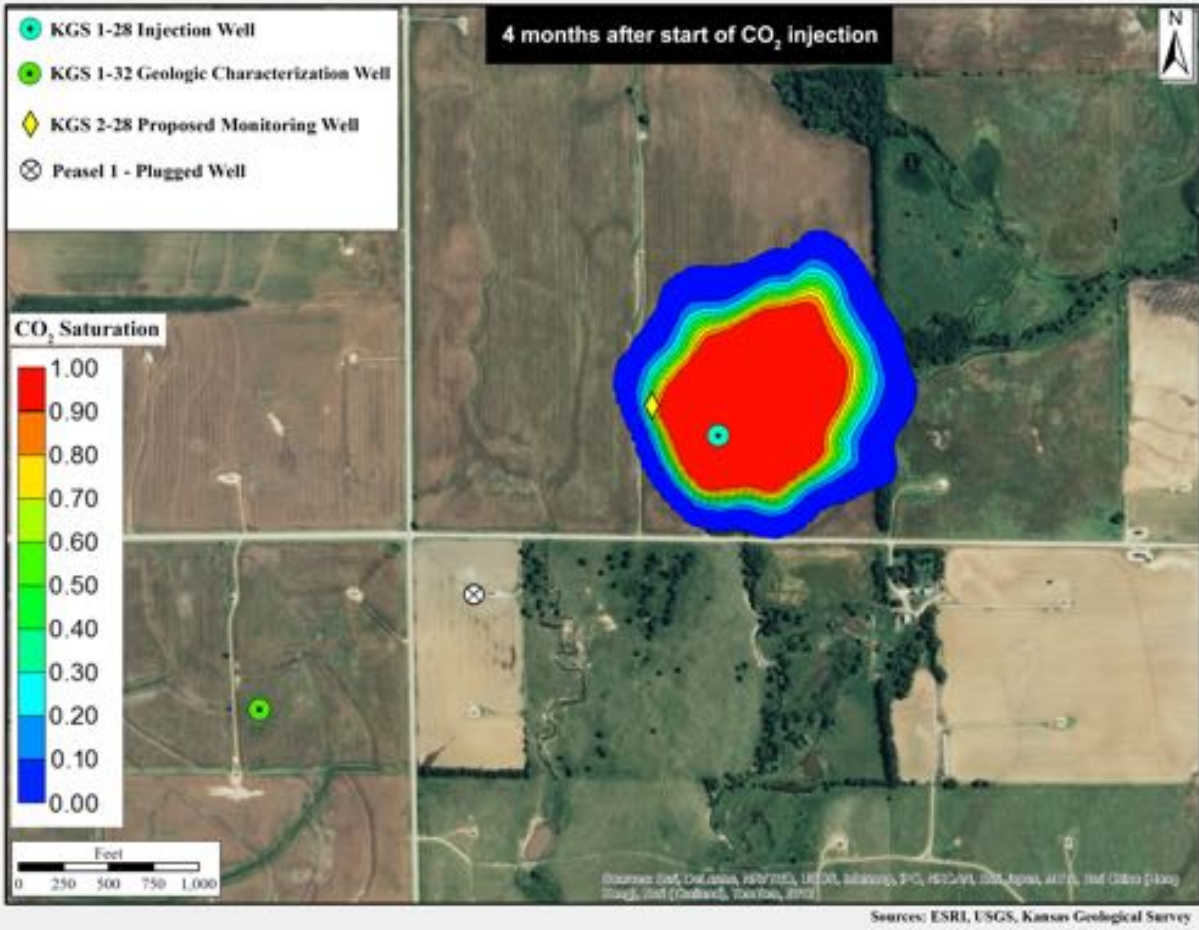 KGS 1-28 Injection Well
KGS 1-32 Geologic Characterization Well
KGS 2-28 Proposed Monitoring Well
Peasel 1 - Plugged Well
4 months after start of CO₂ injection
N
CO₂ Saturation
1.00
0.90
0.80
0.70
0.60
0.50
0.40
0.30
0.20
0.10
0.00
Feet
0 250 500 750 1,000
Sources: Esri, USGS,
Sources: ESRI, USGS, Kansas Geological Survey